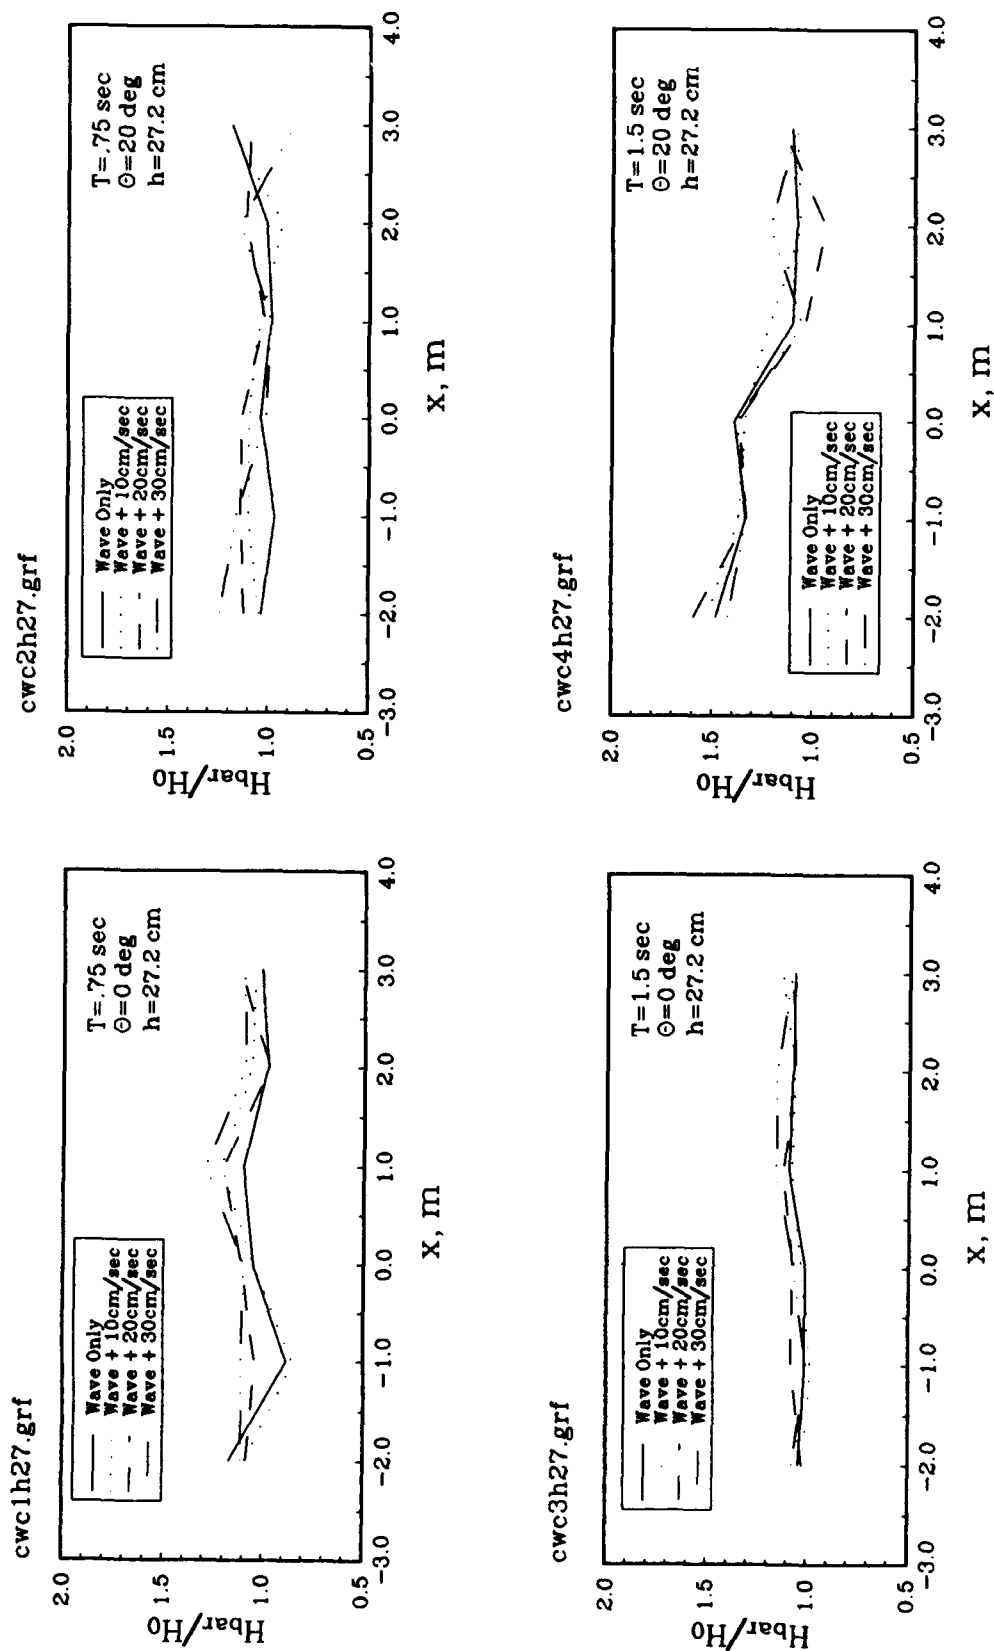 cwc1h27.grf
Wave Only
Wave + 10cm/sec
Wave + 20cm/sec
Wave + 30cm/sec
T=.75 sec
Θ=0 deg
h=27.2 cm
2.0
1.5
1.0
0.5
Hbar/Ho
-3.0 -2.0 -1.0 0.0 1.0 2.0 3.0 4.0
x, m
cwc2h27.grf
Wave Only
Wave + 10cm/sec
Wave + 20cm/sec
Wave + 30cm/sec
T=.75 sec
Θ=20 deg
h=27.2 cm
2.0
1.5
1.0
0.5
Hbar/Ho
-3.0 -2.0 -1.0 0.0 1.0 2.0 3.0 4.0
x, m
cwc3h27.grf
Wave Only
Wave + 10cm/sec
Wave + 20cm/sec
Wave + 30cm/sec
T=1.5 sec
Θ=0 deg
h=27.2 cm
2.0
1.5
1.0
0.5
Hbar/Ho
-3.0 -2.0 -1.0 0.0 1.0 2.0 3.0 4.0
x, m
cwc4h27.grf
T=1.5 sec
Θ=20 deg
h=27.2 cm
Wave Only
Wave + 10cm/sec
Wave + 20cm/sec
Wave + 30cm/sec
2.0
1.5
1.0
0.5
Hbar/Ho
-3.0 -2.0 -1.0 0.0 1.0 2.0 3.0 4.0
x, m